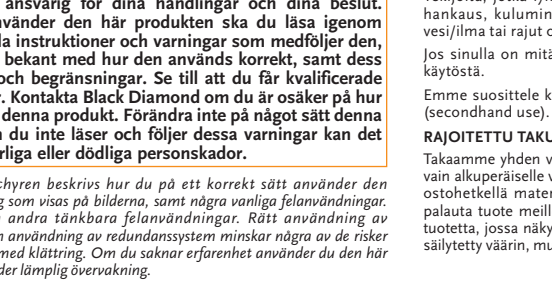 ansvarig för dina handlingar och dina beslut.
nvänder den här produkten ska du läsa igenom
la instruktioner och varningar som medföljer den,
bekant med hur den används korrekt, samt dess
och begränsningar. Se till att du får kvalificerade
. Kontakta Black Diamond om du är osäker på hur
denna produkt. Förändra inte på något sätt denna
du inte läser och följer dessa varningar kan det
rliga eller dödliga personskador.
chyren beskrivs hur du på ett korrekt sätt använder den
g som visas på bilderna, samt några vanliga felanvändningar.
andra tänkbara felanvändningar. Rätt användning av
n användning av redundanssystem minskar några av de risker
med klättring. Om du saknar erfarenhet använder du den här
der lämplig övervakning.
hankaus, kulumin
vesi/ilma tai rajut o
Jos sinulla on mitä
käytöstä.
Emme suosittele k
(secondhand use).
RAJOITETTU TAKU
Takaamme yhden v
vain alkuperäiselle v
ostohetkellä mater
palauta tuote meill
tuotetta, jossa näky
säilytetty väärin, mu